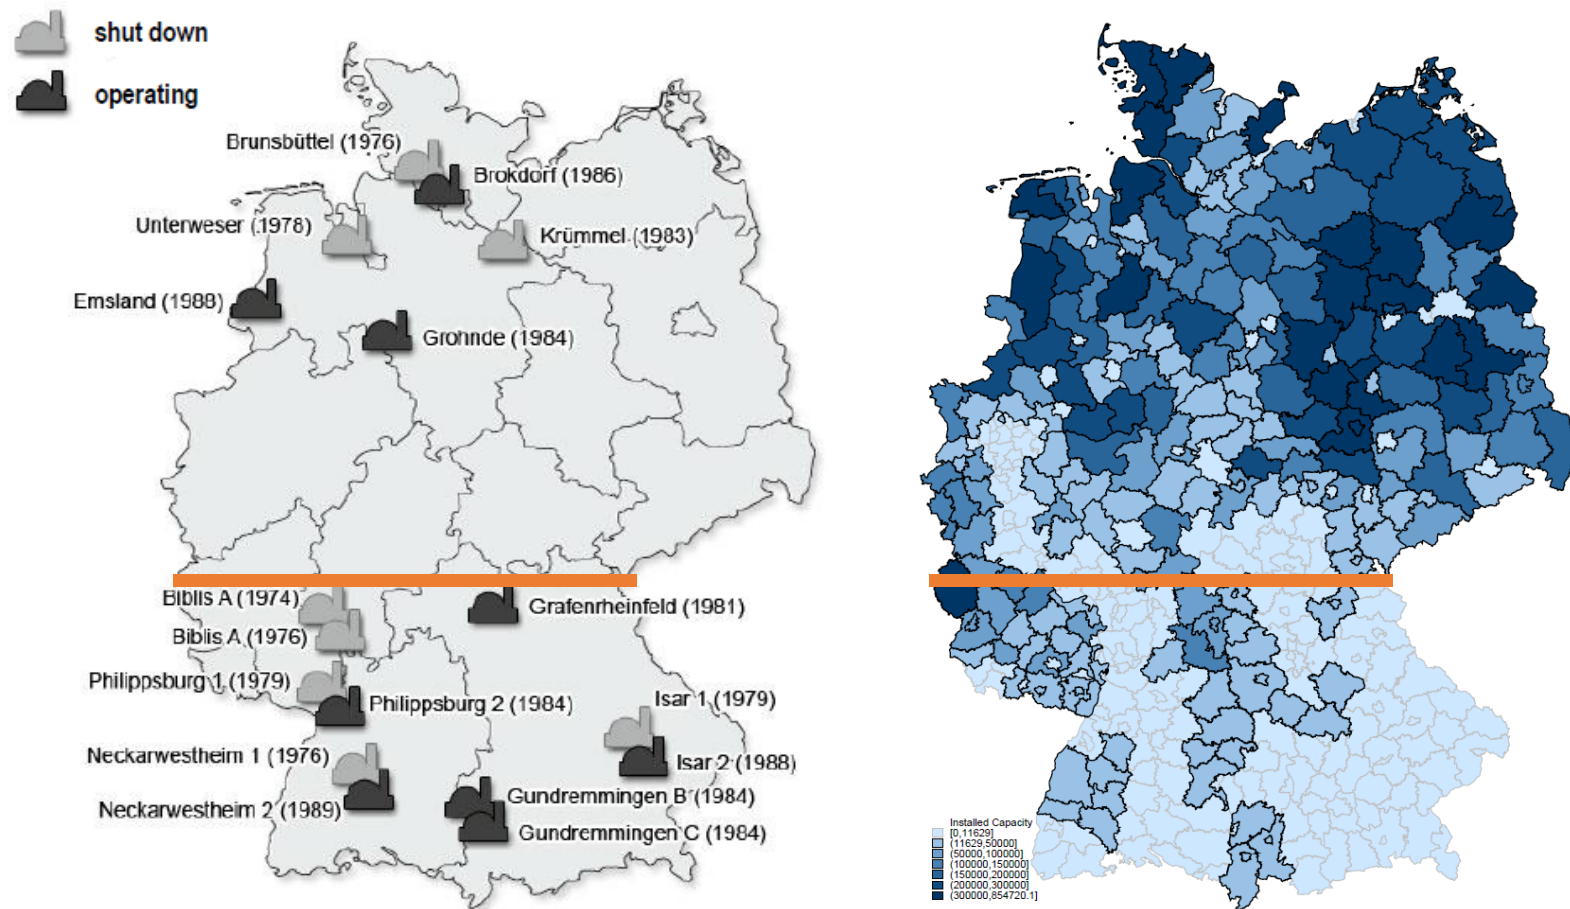 shut down
operating
Brunsbüttel (1976)
Brokdorf (1986)
Unterweser (1978)
Krümmel (1983)
Emsland (1988)
Grohnde (1984)
Biblis A (1974)
Grafenrheinfeld (1981)
Biblis A (1976)
Philippsburg 1 (1979)
Philippsburg 2 (1984)
Isar 1 (1979)
Neckarwestheim 1 (1976)
Isar 2 (1988)
Neckarwestheim 2 (1989)
Gundremmingen B (1984)
Gundremmingen C (1984)
Installed Capacity
[0,11629]
(11629,50000]
(50000,100000]
(100000,150000]
(150000,200000]
(200000,300000]
(300000,854720.1]